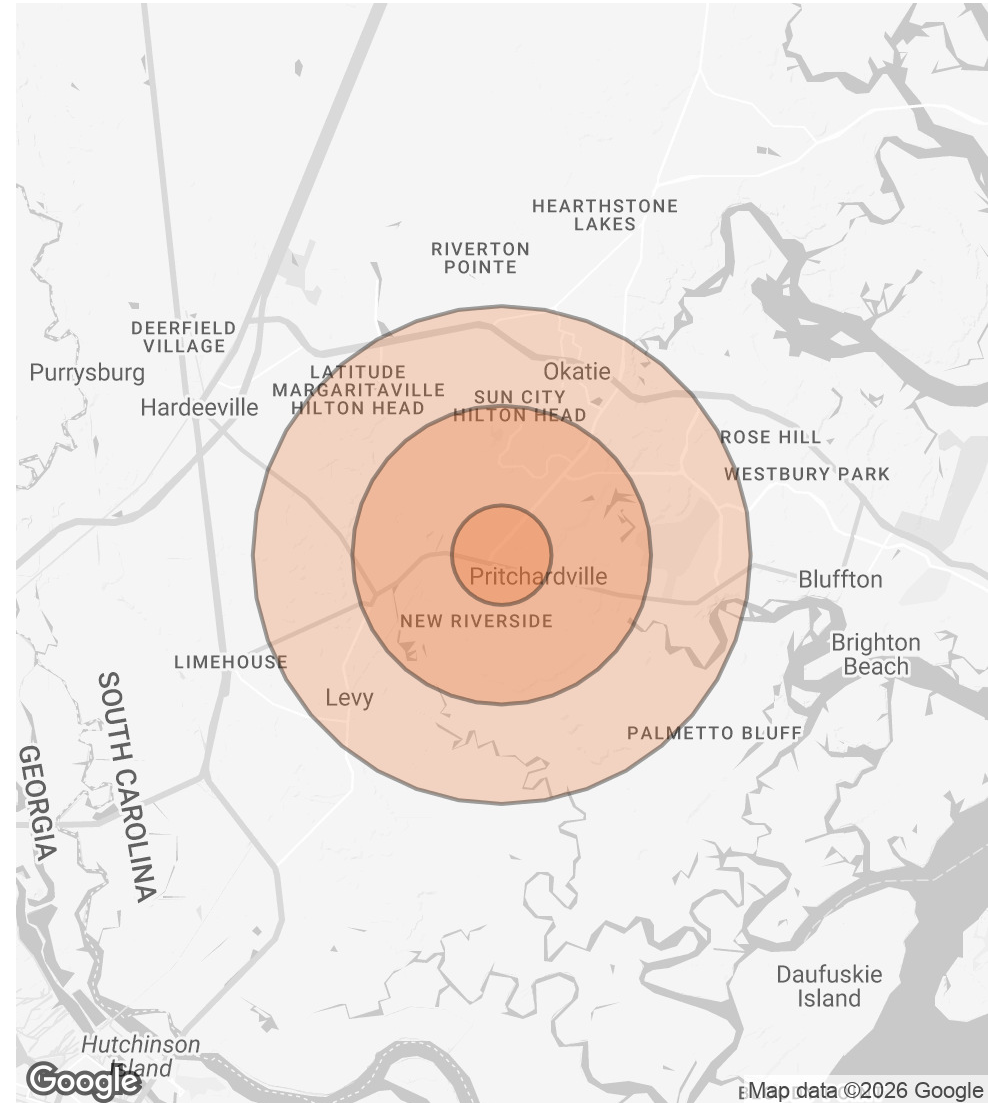 HEARTHSTONE
LAKES
RIVERTON
POINTE
DEERFIELD
VILLAGE
Purrysburg
Hardeeville
LATITUDE
MARGARITAVILLE
HILTON HEAD
Okatie
SUN CITY
HILTON HEAD
ROSE HILL
WESTBURY PARK
Pritchardville
Bluffton
NEW RIVERSIDE
Brighton
Beach
LIMEHOUSE
Levy
PALMETTO BLUFF
SOUTH CAROLINA
GEORGIA
Daufuskie
Island
Hutchinson
Island
Google
Map data ©2026 Google